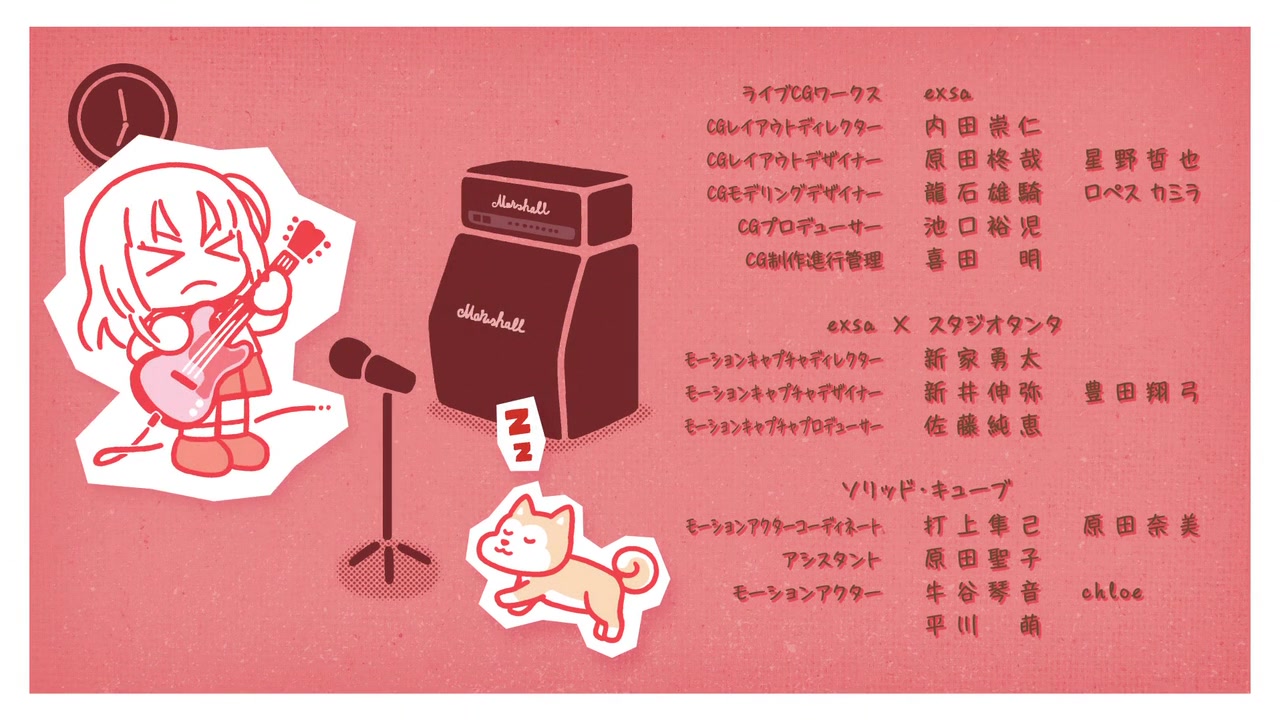 Marshall
Marshall
N
N
ライブCGワークス exsa
CGレイアウトディレクター 内田崇仁
CGレイアウトデザイナー 原田柊哉 星野哲也
CGモデリングデザイナー 龍石雄騎 ロペス カミラ
CGプロデューサー 池口裕児
CG制作進行管理 喜田 明
exsa X スタジオタンタ
モーションキャプチャディレクター 新家勇太
モーションキャプチャデザイナー 新井伸弥 豊田翔弓
モーションキャプチャプロデューサー 佐藤純恵
ソリッド・キューブ
モーションアクターコーディネート 打上隼己 原田奈美
アシスタント 原田聖子
モーションアクター 牛谷琴音 chloe
平川 萌